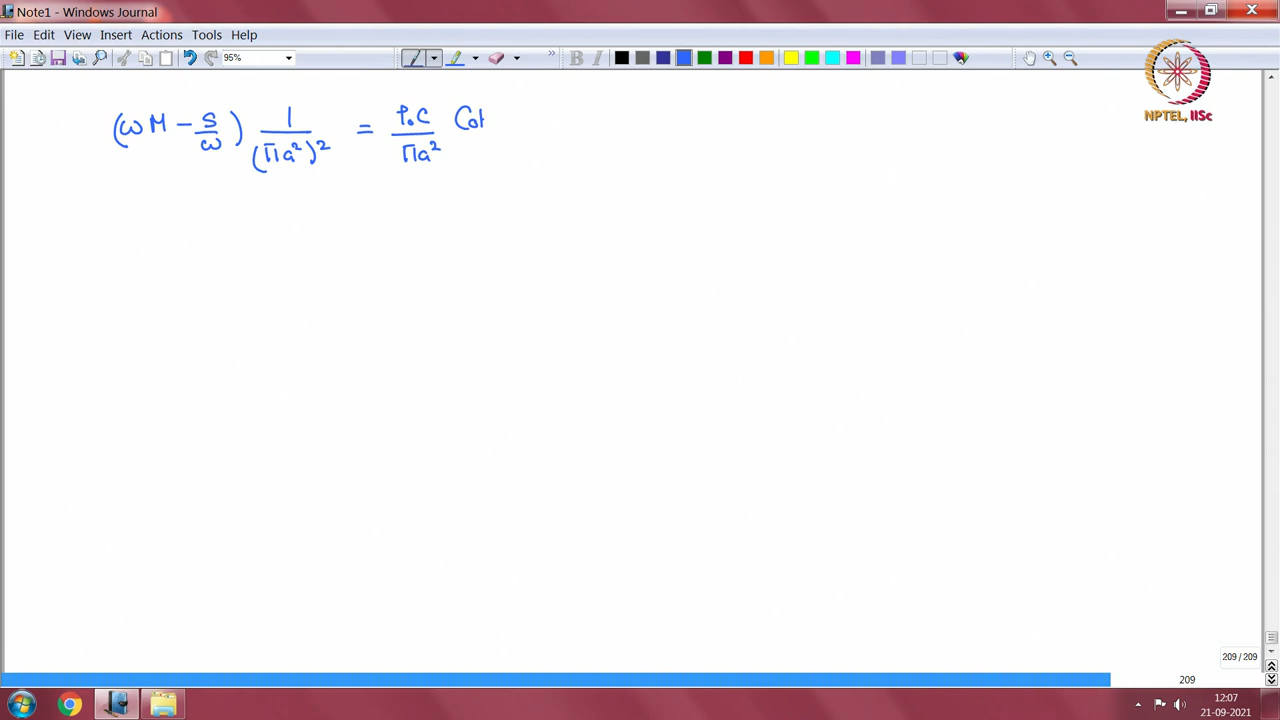 Note1 - Windows Journal
File Edit View Insert Actions Tools Help
95%
NPTEL, IISc
(ωM - s/ω) 1/(πa²)² = ρ₀c/πa² Cot
209 / 209
209
12:07
21-09-2021